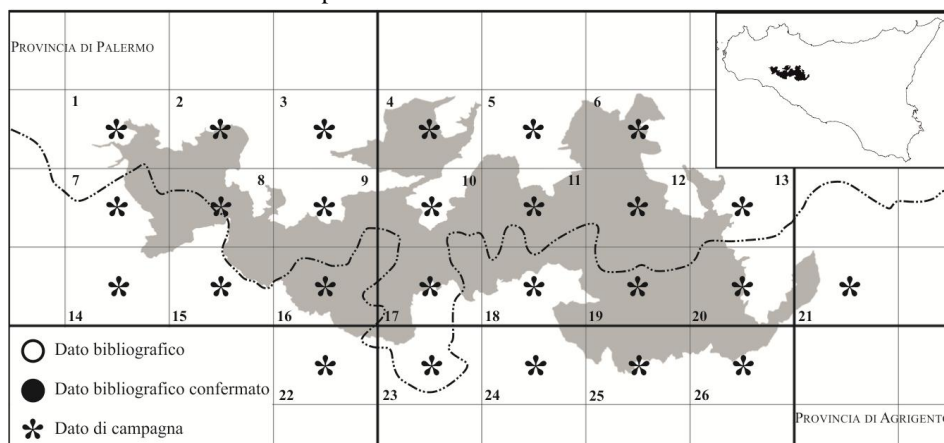 PROVINCIA DI PALERMO
1 2 3 4 5 6
7 8 9 10 11 12 13
14 15 16 17 18 19 20 21
Dato bibliografico
Dato bibliografico confermato
22 23 24 25 26
Dato di campagna
PROVINCIA DI AGRIGENTO